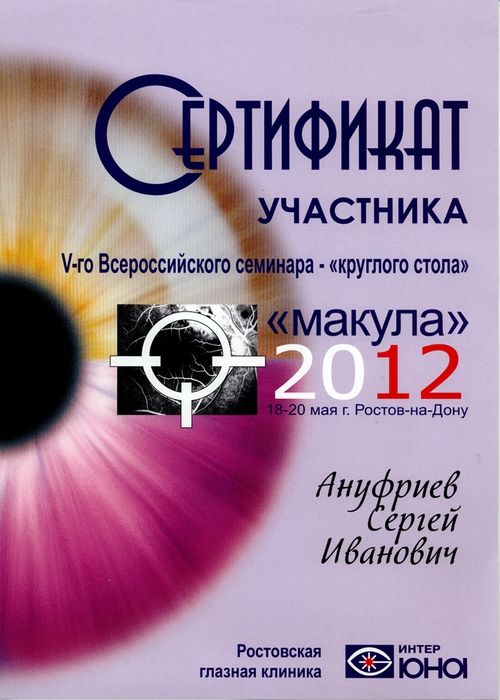 СЕРТИФИКАТ
УЧАСТНИКА
V-го Всероссийского семинара - «круглого стола»
«макула»
2012
18-20 мая г. Ростов-на-Дону
Ануфриев
Сергей
Иванович
Ростовская
глазная клиника
ИНТЕР
ЮНА